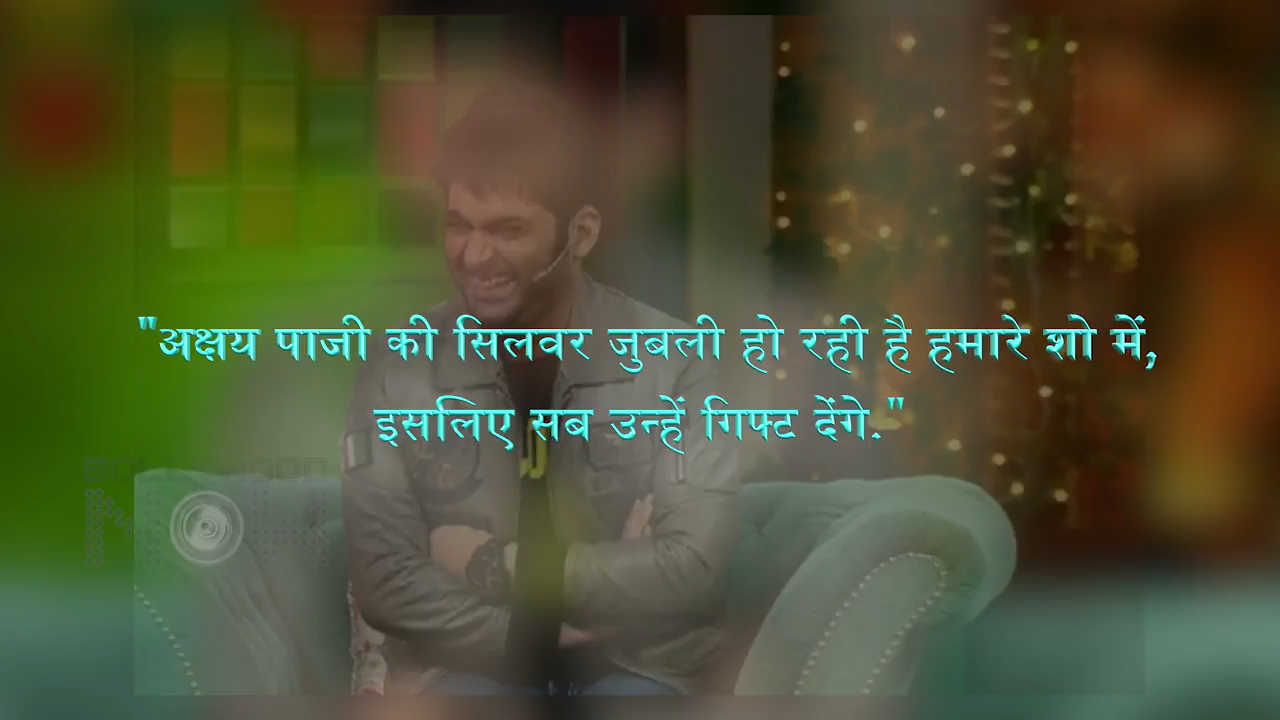 "अक्षय पाजी की सिलवर जुबली हो रही है हमारे शो में,
इसलिए सब उन्हें गिफ्ट देंगे."